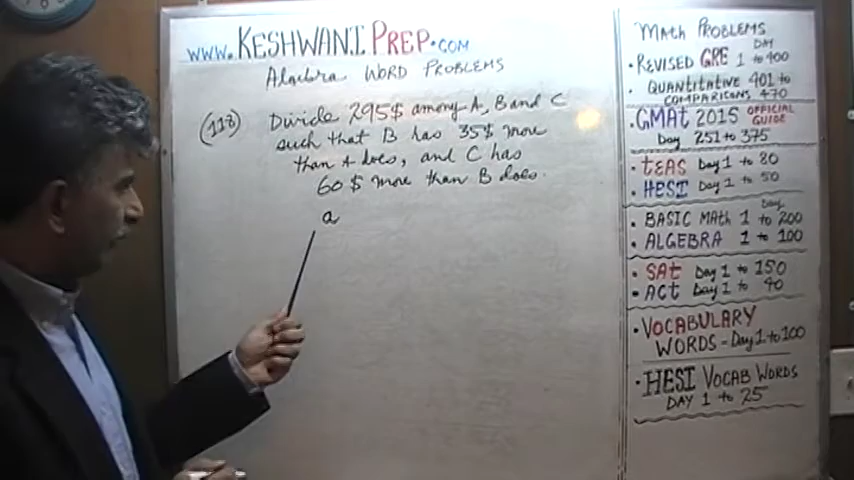 www.KESHWANI PREP.COM
Algebra WORD PROBLEMS
(118) Divide 295$ among A, B and C
such that B has 35$ more
than A does, and C has
60$ more than B does.
a
MATH PROBLEMS
• REVISED GRE DAY 1 to 400
• QUANTITATIVE 401 to
COMPARISONS 470
• GMAT 2015 OFFICIAL GUIDE
Day 251 to 375
• TEAS Day 1 to 80
• HESI Day 1 to 50
• BASIC MATH Day 1 to 200
• ALGEBRA 1 to 100
• SAT Day 1 to 150
• ACT Day 1 to 90
• VOCABULARY
WORDS - Day 1 to 100
• HESI VOCAB WORDS
DAY 1 to 25